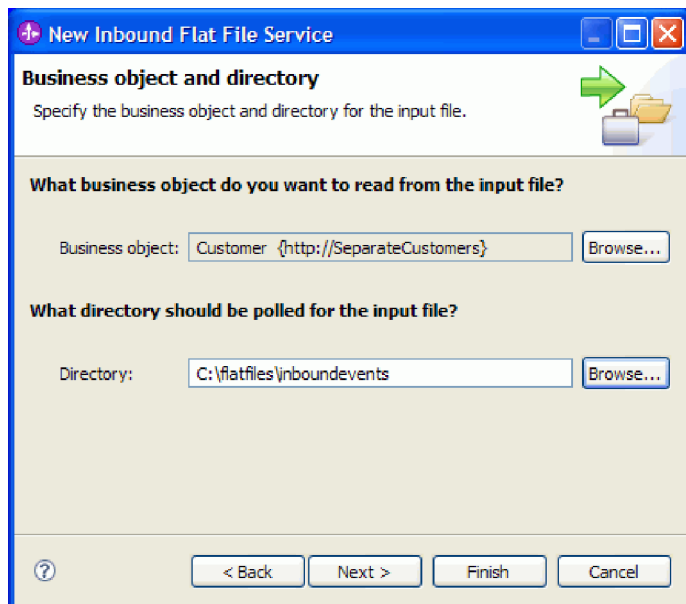 New Inbound Flat File Service
Business object and directory
Specify the business object and directory for the input file.
What business object do you want to read from the input file?
Business object: Customer {http://SeparateCustomers} Browse...
What directory should be polled for the input file?
Directory: C:\flatfiles\inboundevents Browse...
? < Back Next > Finish Cancel